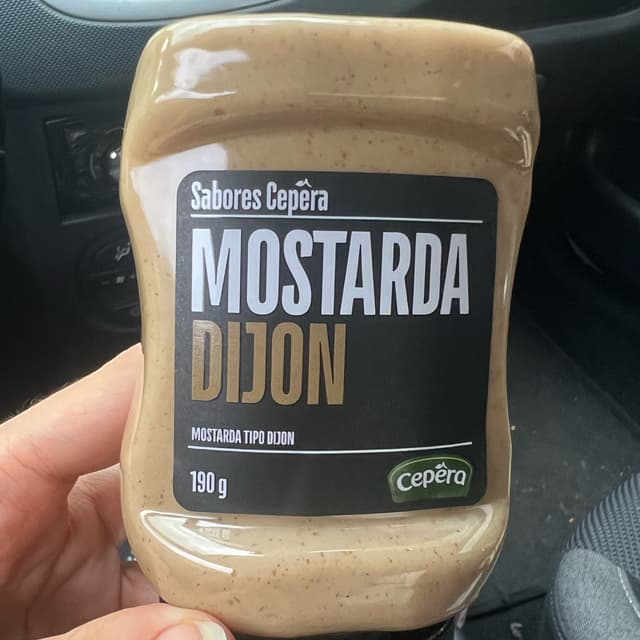 Sabores Cepêra
MOSTARDA
DIJON
MOSTARDA TIPO DIJON
190 g
Cepêra